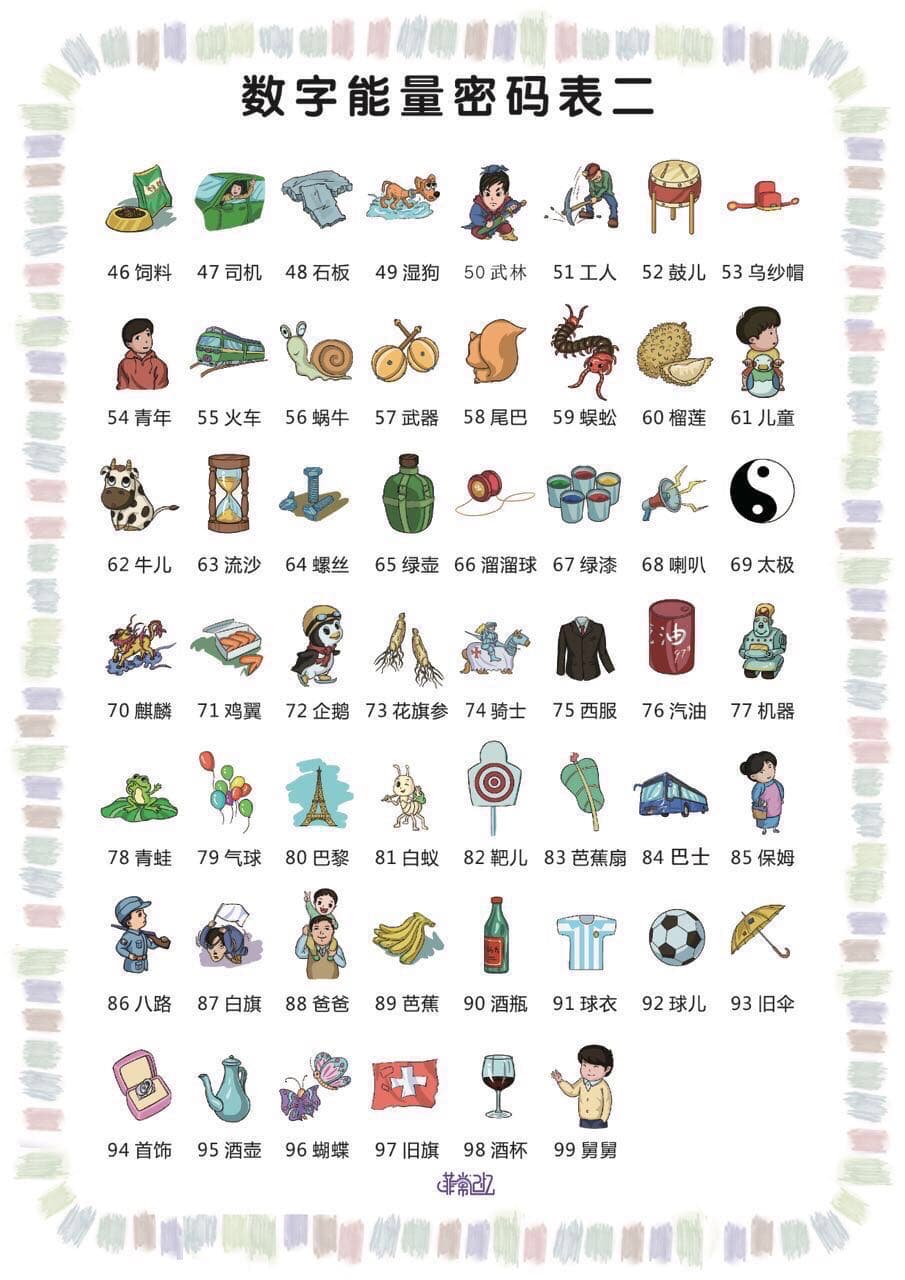 数字能量密码表二
46 饲料 47 司机 48 石板 49 湿狗 50 武林 51 工人 52 鼓儿 53 乌纱帽
54 青年 55 火车 56 蜗牛 57 武器 58 尾巴 59 蜈蚣 60 榴莲 61 儿童
62 牛儿 63 流沙 64 螺丝 65 绿壶 66 溜溜球 67 绿漆 68 喇叭 69 太极
油
97#
70 麒麟 71 鸡翼 72 企鹅 73 花旗参 74 骑士 75 西服 76 汽油 77 机器
78 青蛙 79 气球 80 巴黎 81 白蚁 82 靶儿 83 芭蕉扇 84 巴士 85 保姆
86 八路 87 白旗 88 爸爸 89 芭蕉 90 酒瓶 91 球衣 92 球儿 93 旧伞
94 首饰 95 酒壶 96 蝴蝶 97 旧旗 98 酒杯 99 舅舅
非常记忆